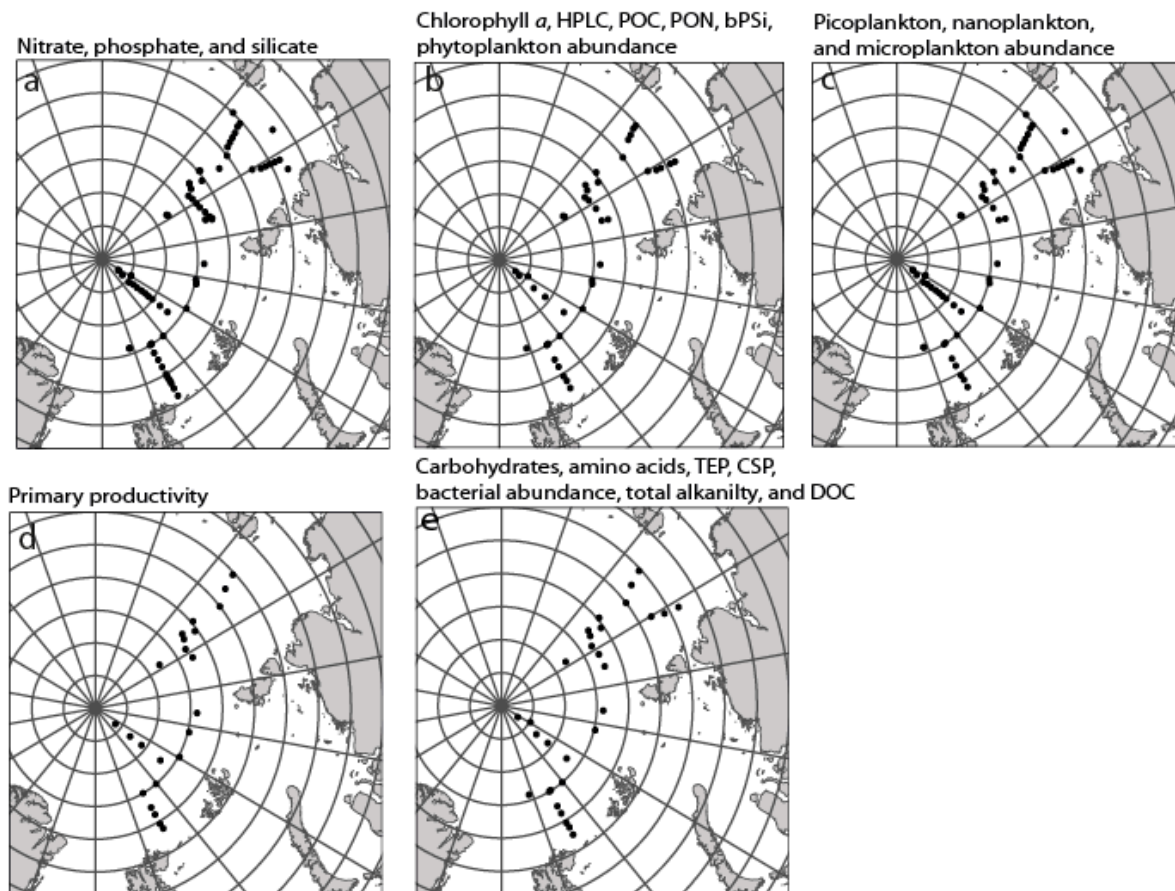 Nitrate, phosphate, and silicate
a
Chlorophyll a, HPLC, POC, PON, bPSi,
phytoplankton abundance
b
Picoplankton, nanoplankton,
and microplankton abundance
c
Primary productivity
d
Carbohydrates, amino acids, TEP, CSP,
bacterial abundance, total alkanilty, and DOC
e